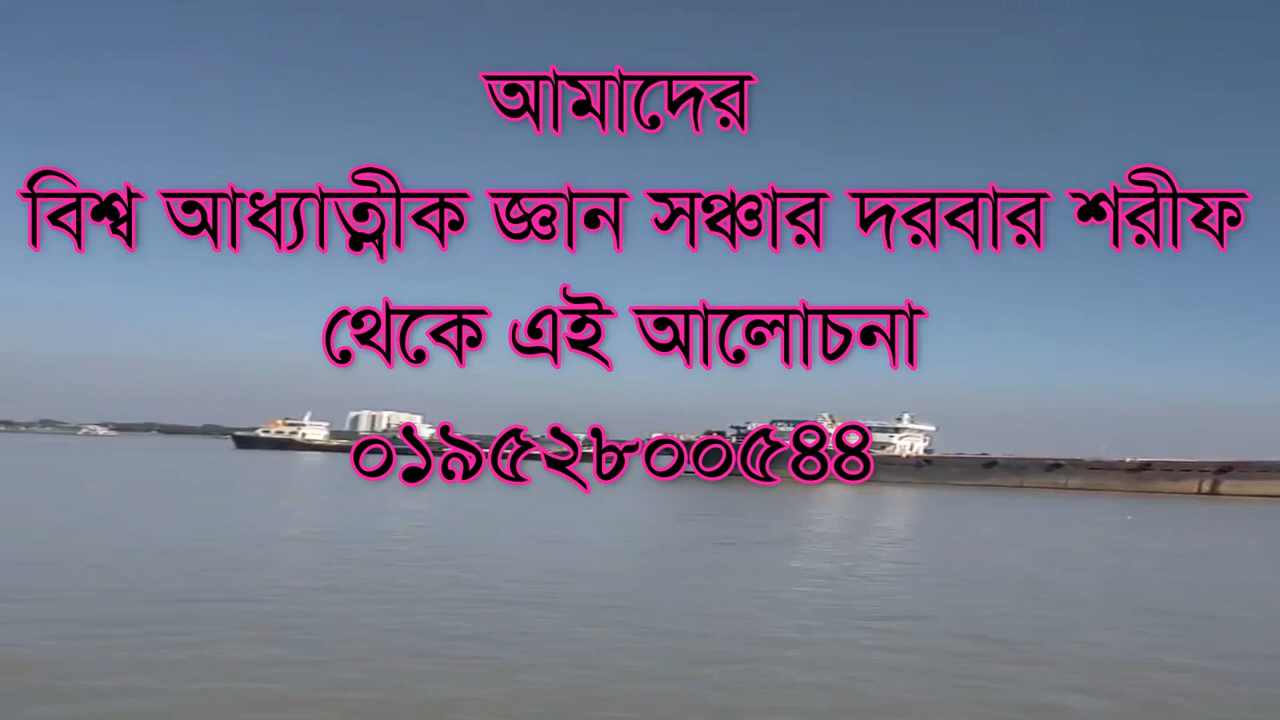 আমাদের
বিশ্ব আধ্যাত্নীক জ্ঞান সঞ্চার দরবার শরীফ
থেকে এই আলোচনা
০১৯৫২৮০০৫৪৪